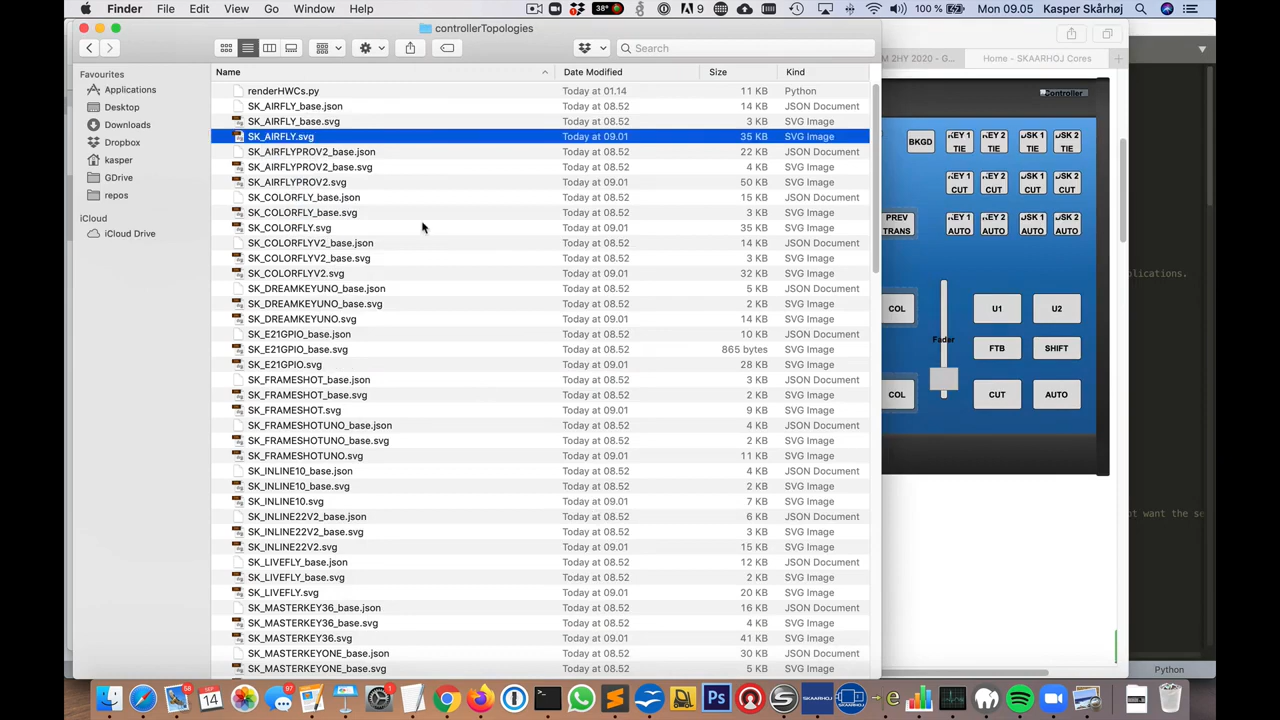 Finder File Edit View Go Window Help 38° 9 100 % Mon 09.05 Kasper Skårhøj
controllerTopologies
Search
M 2HY 2020 - G... Home - SKAARHOJ Cores
Favourites
Applications
Desktop
Downloads
Dropbox
kasper
GDrive
repos
iCloud
iCloud Drive
Name Date Modified Size Kind
renderHWCs.py Today at 01.14 11 KB Python
SK_AIRFLY_base.json Today at 08.52 14 KB JSON Document
SK_AIRFLY_base.svg Today at 08.52 3 KB SVG Image
SK_AIRFLY.svg Today at 09.01 35 KB SVG Image
SK_AIRFLYPROV2_base.json Today at 08.52 22 KB JSON Document
SK_AIRFLYPROV2_base.svg Today at 08.52 4 KB SVG Image
SK_AIRFLYPROV2.svg Today at 09.01 50 KB SVG Image
SK_COLORFLY_base.json Today at 08.52 15 KB JSON Document
SK_COLORFLY_base.svg Today at 08.52 3 KB SVG Image
SK_COLORFLY.svg Today at 09.01 35 KB SVG Image
SK_COLORFLYV2_base.json Today at 08.52 14 KB JSON Document
SK_COLORFLYV2_base.svg Today at 08.52 3 KB SVG Image
SK_COLORFLYV2.svg Today at 09.01 32 KB SVG Image
SK_DREAMKEYUNO_base.json Today at 08.52 5 KB JSON Document
SK_DREAMKEYUNO_base.svg Today at 08.52 2 KB SVG Image
SK_DREAMKEYUNO.svg Today at 09.01 14 KB SVG Image
SK_E21GPIO_base.json Today at 08.52 10 KB JSON Document
SK_E21GPIO_base.svg Today at 08.52 865 bytes SVG Image
SK_E21GPIO.svg Today at 09.01 28 KB SVG Image
SK_FRAMESHOT_base.json Today at 08.52 3 KB JSON Document
SK_FRAMESHOT_base.svg Today at 08.52 2 KB SVG Image
SK_FRAMESHOT.svg Today at 09.01 9 KB SVG Image
SK_FRAMESHOTUNO_base.json Today at 08.52 4 KB JSON Document
SK_FRAMESHOTUNO_base.svg Today at 08.52 2 KB SVG Image
SK_FRAMESHOTUNO.svg Today at 09.01 11 KB SVG Image
SK_INLINE10_base.json Today at 08.52 4 KB JSON Document
SK_INLINE10_base.svg Today at 08.52 2 KB SVG Image
SK_INLINE10.svg Today at 09.01 7 KB SVG Image
SK_INLINE22V2_base.json Today at 08.52 6 KB JSON Document
SK_INLINE22V2_base.svg Today at 08.52 3 KB SVG Image
SK_INLINE22V2.svg Today at 09.01 15 KB SVG Image
SK_LIVEFLY_base.json Today at 08.52 12 KB JSON Document
SK_LIVEFLY_base.svg Today at 08.52 2 KB SVG Image
SK_LIVEFLY.svg Today at 09.01 20 KB SVG Image
SK_MASTERKEY36_base.json Today at 08.52 16 KB JSON Document
SK_MASTERKEY36_base.svg Today at 08.52 4 KB SVG Image
SK_MASTERKEY36.svg Today at 09.01 41 KB SVG Image
SK_MASTERKEYONE_base.json Today at 08.52 30 KB JSON Document
SK_MASTERKEYONE_base.svg Today at 08.52 5 KB SVG Image
Controller
BKGD KEY 1 TIE KEY 2 TIE DSK 1 TIE DSK 2 TIE
KEY 1 CUT KEY 2 CUT DSK 1 CUT DSK 2 CUT
PREV TRANS KEY 1 AUTO KEY 2 AUTO DSK 1 AUTO DSK 2 AUTO
COL U1 U2
Fader
FTB SHIFT
COL CUT AUTO
plications.
ot want the se
Python
58
SEP
14
97
1
SKAARHOJ